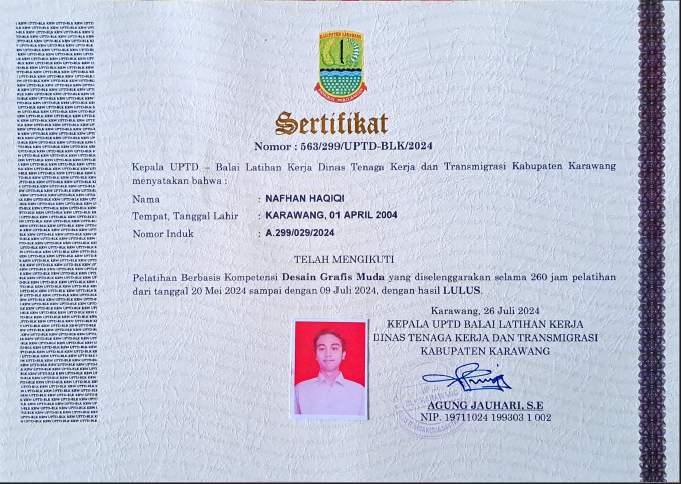 KABUPATEN KARAWANG
Sertifikat
Nomor : 563/299/UPTD-BLK/2024
Kepala UPTD – Balai Latihan Kerja Dinas Tenaga Kerja dan Transmigrasi Kabupaten Karawang
menyatakan bahwa :
Nama : NAFHAN HAQIQI
Tempat, Tanggal Lahir : KARAWANG, 01 APRIL 2004
Nomor Induk : A.299/029/2024
TELAH MENGIKUTI
Pelatihan Berbasis Kompetensi Desain Grafis Muda yang diselenggarakan selama 260 jam pelatihan
dari tanggal 20 Mei 2024 sampai dengan 09 Juli 2024, dengan hasil LULUS.
Karawang, 26 Juli 2024
KEPALA UPTD BALAI LATIHAN KERJA
DINAS TENAGA KERJA DAN TRANSMIGRASI
KABUPATEN KARAWANG
AGUNG JAUHARI, S.E
NIP. 19711024 199303 1 002